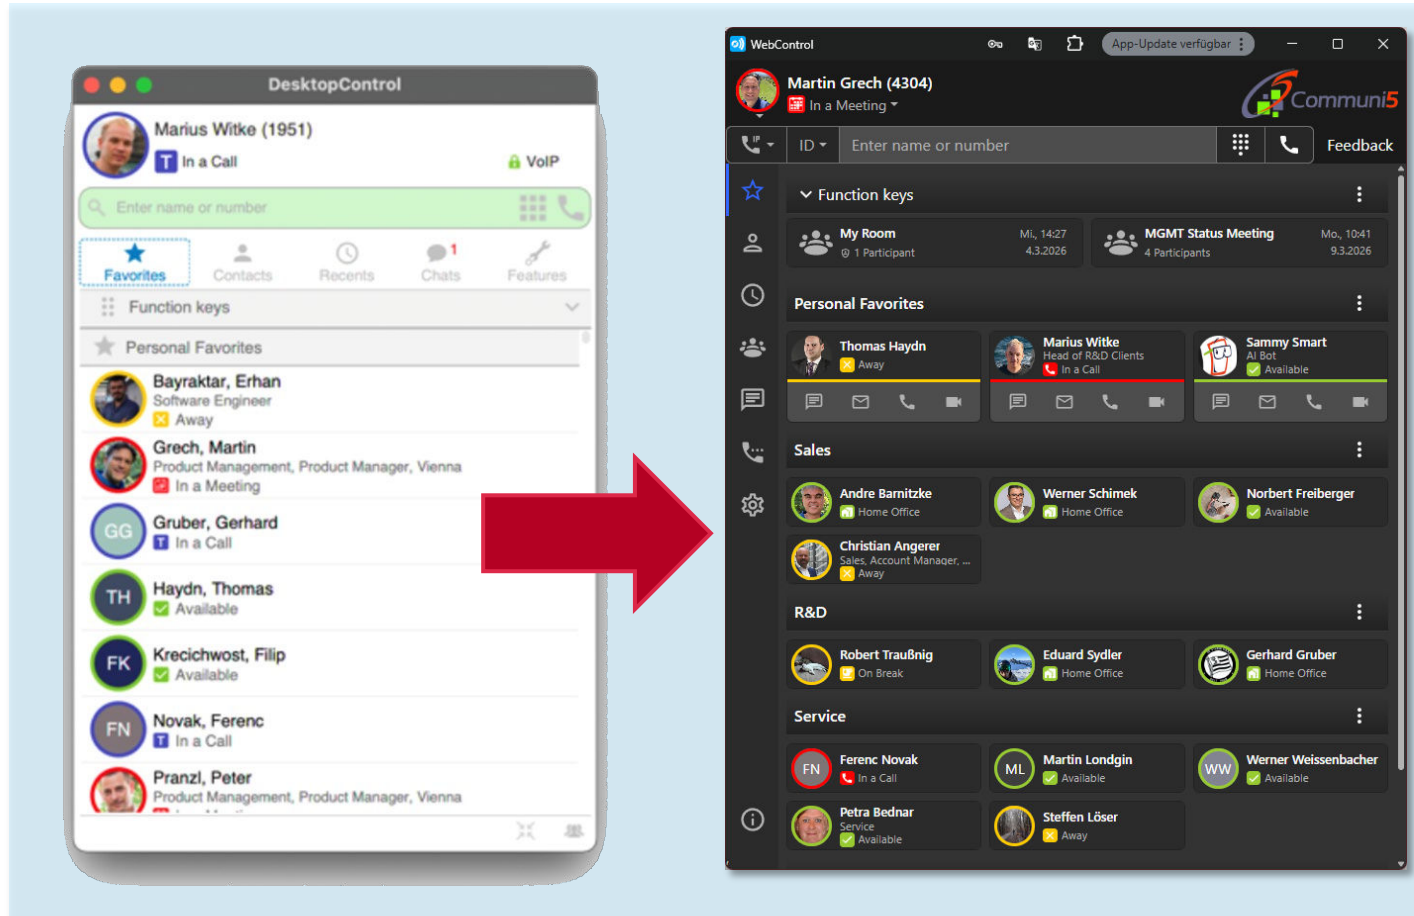 DesktopControl
Marius Witke (1951)
T In a Call
VoIP
Enter name or number
1
Favorites Contacts Recents Chats Features
Function keys
Personal Favorites
Bayraktar, Erhan
Software Engineer
Away
Grech, Martin
Product Management, Product Manager, Vienna
In a Meeting
GG
Gruber, Gerhard
T In a Call
TH
Haydn, Thomas
Available
FK
Krecichwost, Filip
Available
FN
Novak, Ferenc
T In a Call
Pranzl, Peter
Product Management, Product Manager, Vienna
WebControl
App-Update verfügbar
Martin Grech (4304)
In a Meeting
Communi5
IP
ID
Enter name or number
Feedback
Function keys
My Room Mi., 14:27
1 Participant 4.3.2026
MGMT Status Meeting Mo., 10:41
4 Participants 9.3.2026
Personal Favorites
Thomas Haydn
Away
Marius Witke
Head of R&D Clients
In a Call
Sammy Smart
AI Bot
Available
Sales
Andre Barnitzke
Home Office
Werner Schimek
Home Office
Norbert Freiberger
Available
Christian Angerer
Sales, Account Manager, ...
Away
R&D
Robert Traußnig
On Break
Eduard Sydler
Home Office
Gerhard Gruber
Home Office
Service
FN
Ferenc Novak
In a Call
ML
Martin Londgin
Available
WW
Werner Weissenbacher
Available
Petra Bednar
Service
Available
Steffen Löser
Away